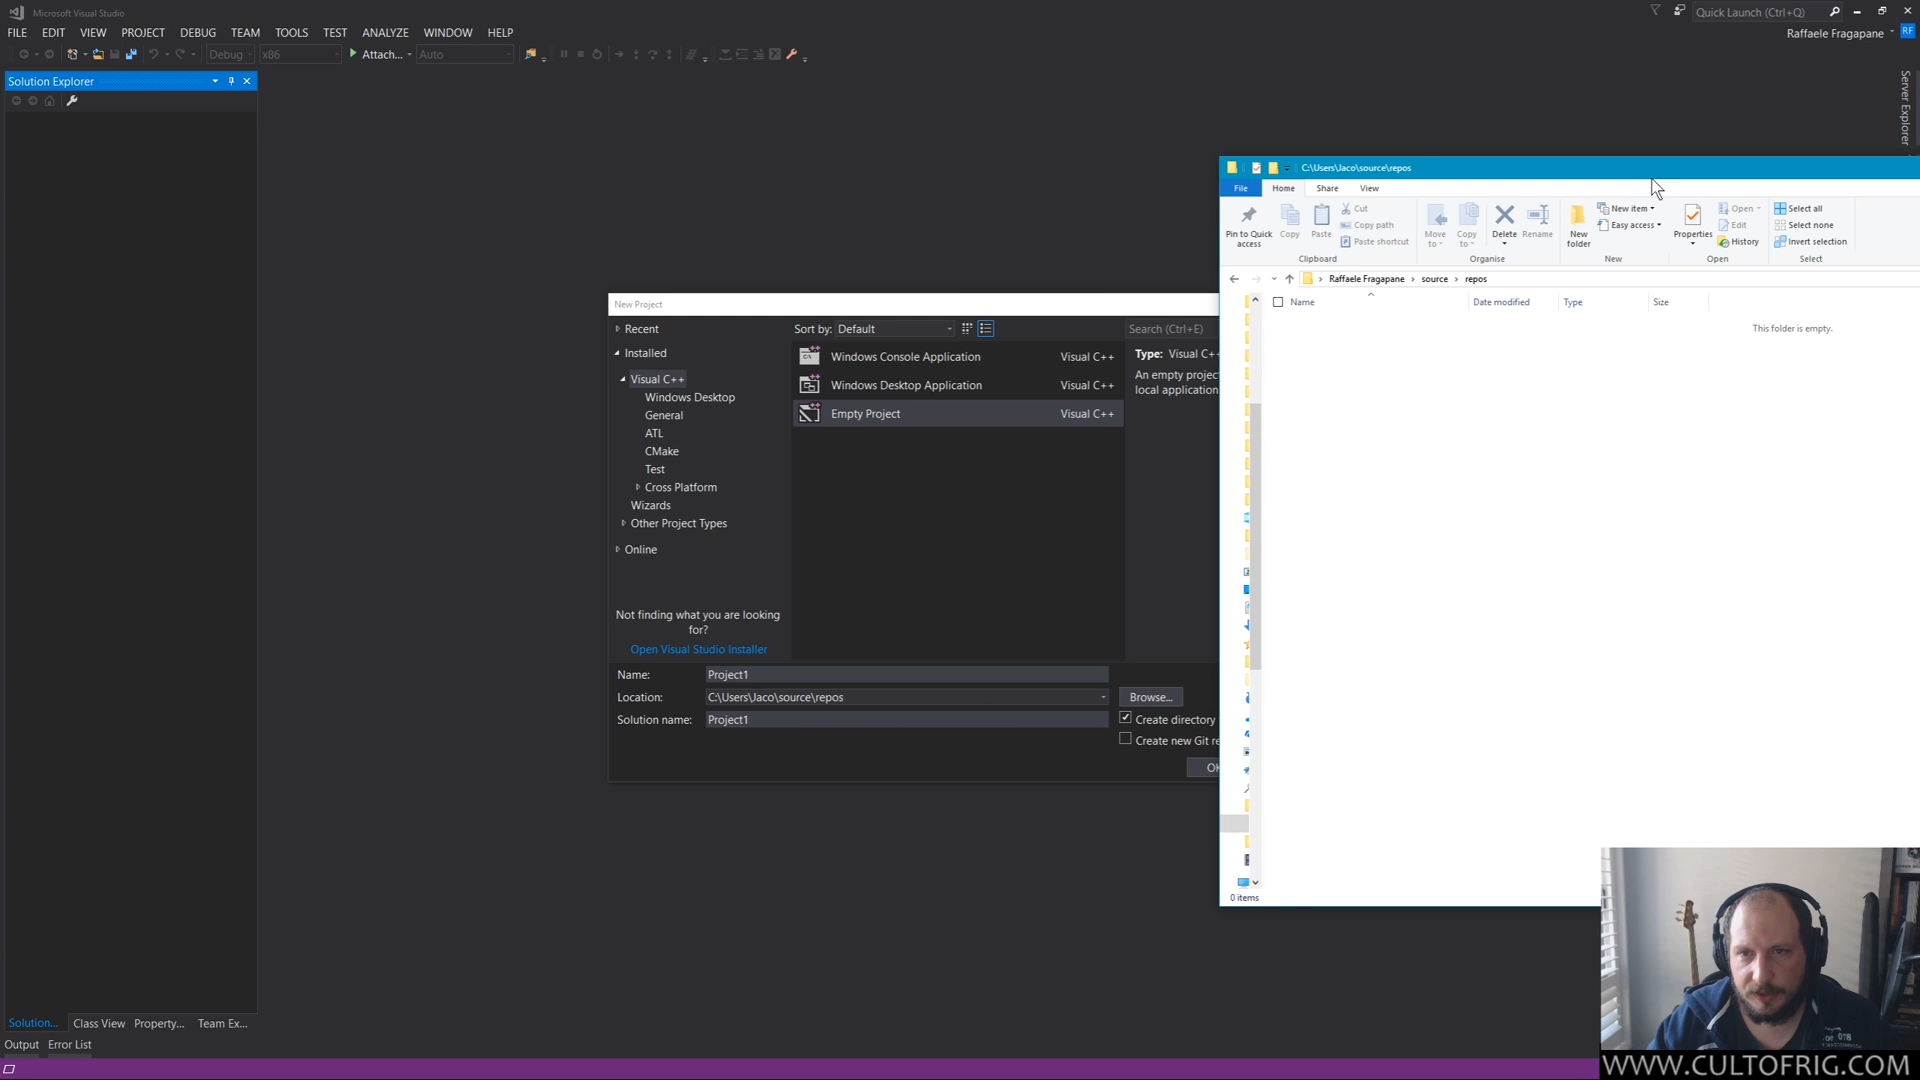 Microsoft Visual Studio
Quick Launch (Ctrl+Q)
FILE EDIT VIEW PROJECT DEBUG TEAM TOOLS TEST ANALYZE WINDOW HELP
Raffaele Fragapane RF
Debug x86 Attach... Auto
Solution Explorer
Server Explorer
C:\Users\Jaco\source\repos
File Home Share View
Pin to Quick access
Copy
Paste
Cut
Copy path
Paste shortcut
Clipboard
Move to
Copy to
Delete
Rename
Organise
New folder
New item
Easy access
New
Properties
Open
Edit
History
Open
Select all
Select none
Invert selection
Select
Raffaele Fragapane > source > repos
Name Date modified Type Size
This folder is empty.
0 items
New Project
Recent
Installed
Visual C++
Windows Desktop
General
ATL
CMake
Test
Cross Platform
Wizards
Other Project Types
Online
Not finding what you are looking for?
Open Visual Studio Installer
Sort by: Default
Search (Ctrl+E)
Windows Console Application Visual C++
Windows Desktop Application Visual C++
Empty Project Visual C++
Type: Visual C++
An empty project
local application
Name: Project1
Location: C:\Users\Jaco\source\repos
Browse...
Solution name: Project1
Create directory
Create new Git re
OK
Solution... Class View Property... Team Ex...
Output Error List
WWW.CULTOFRIG.COM